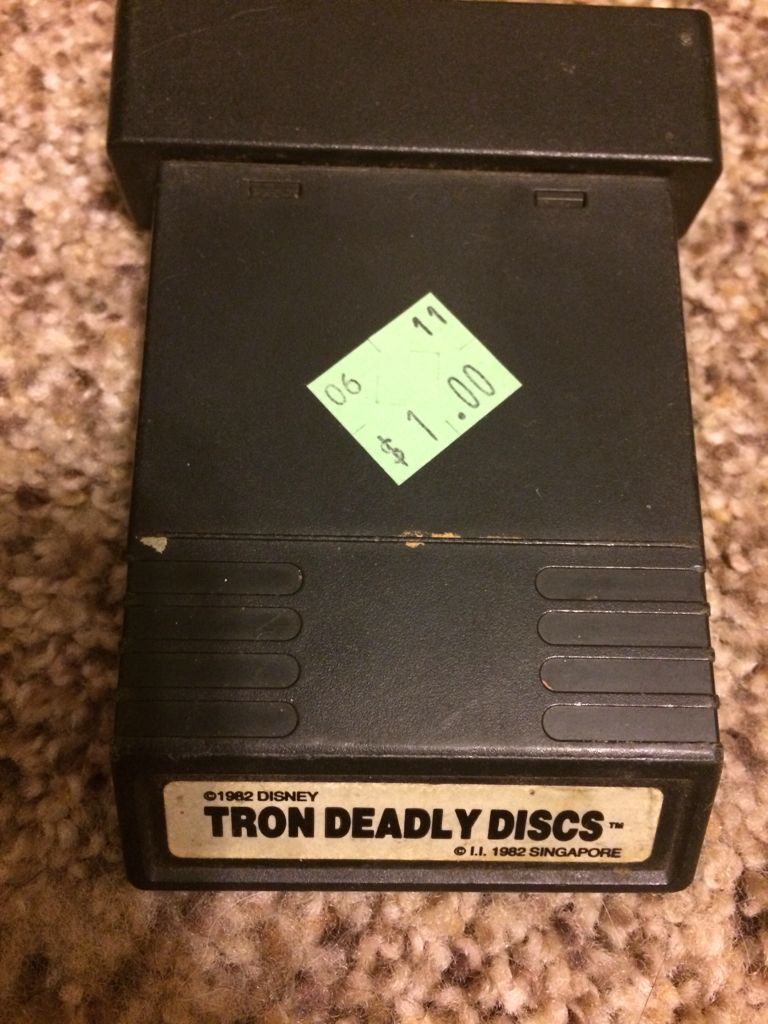 06 11
$ 1.00
©1982 DISNEY
TRON DEADLY DISCS™
© I.I. 1982 SINGAPORE